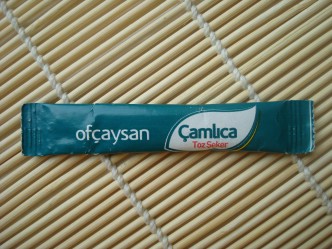 ofçaysan
Çamlıca
Toz Şeker